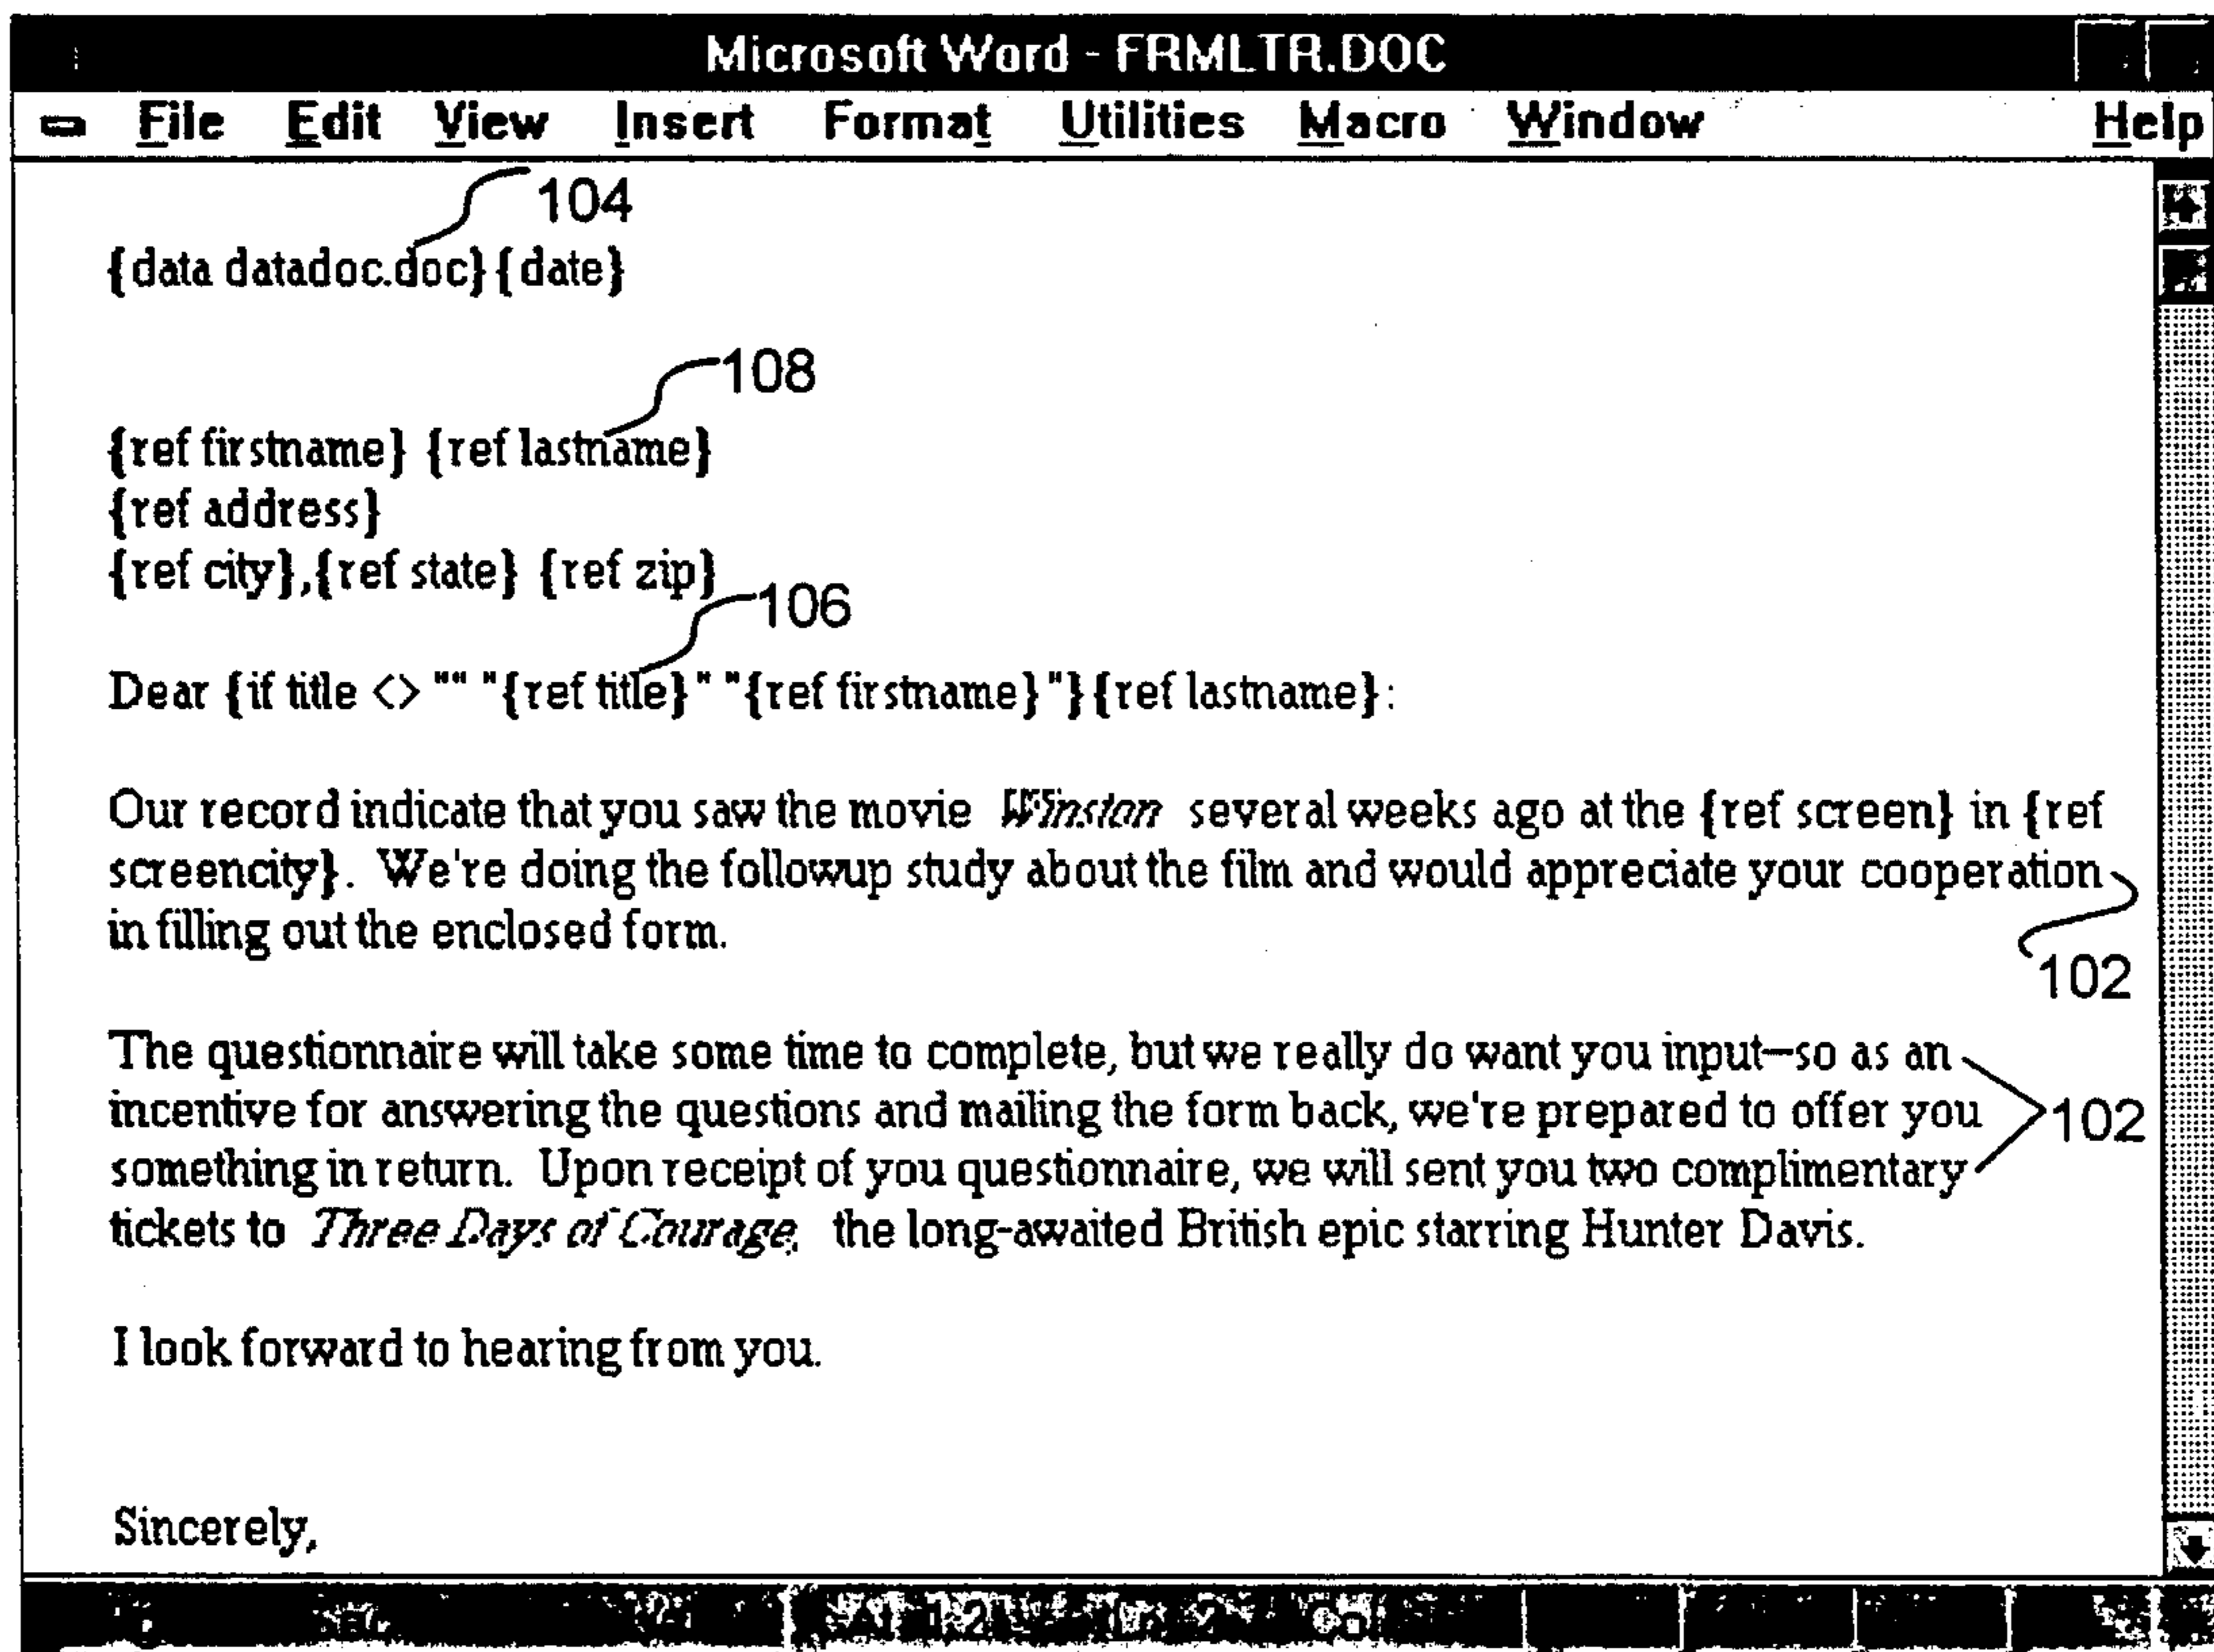 Microsoft Word - FRMLTR.DOC
File Edit View Insert Format Utilities Macro Window Help
104
{data datadoc.doc}{date}
108
{ref firstname} {ref lastname}
{ref address}
{ref city},{ref state} {ref zip}
106
Dear {if title <> "" "{ref title}" "{ref firstname}"}{ref lastname}:
Our record indicate that you saw the movie Winston several weeks ago at the {ref screen} in {ref
screencity}. We're doing the followup study about the film and would appreciate your cooperation
in filling out the enclosed form.
102
The questionnaire will take some time to complete, but we really do want you input—so as an
incentive for answering the questions and mailing the form back, we're prepared to offer you
102
something in return. Upon receipt of you questionnaire, we will sent you two complimentary
tickets to Three Days of Courage, the long-awaited British epic starring Hunter Davis.
I look forward to hearing from you.
Sincerely,